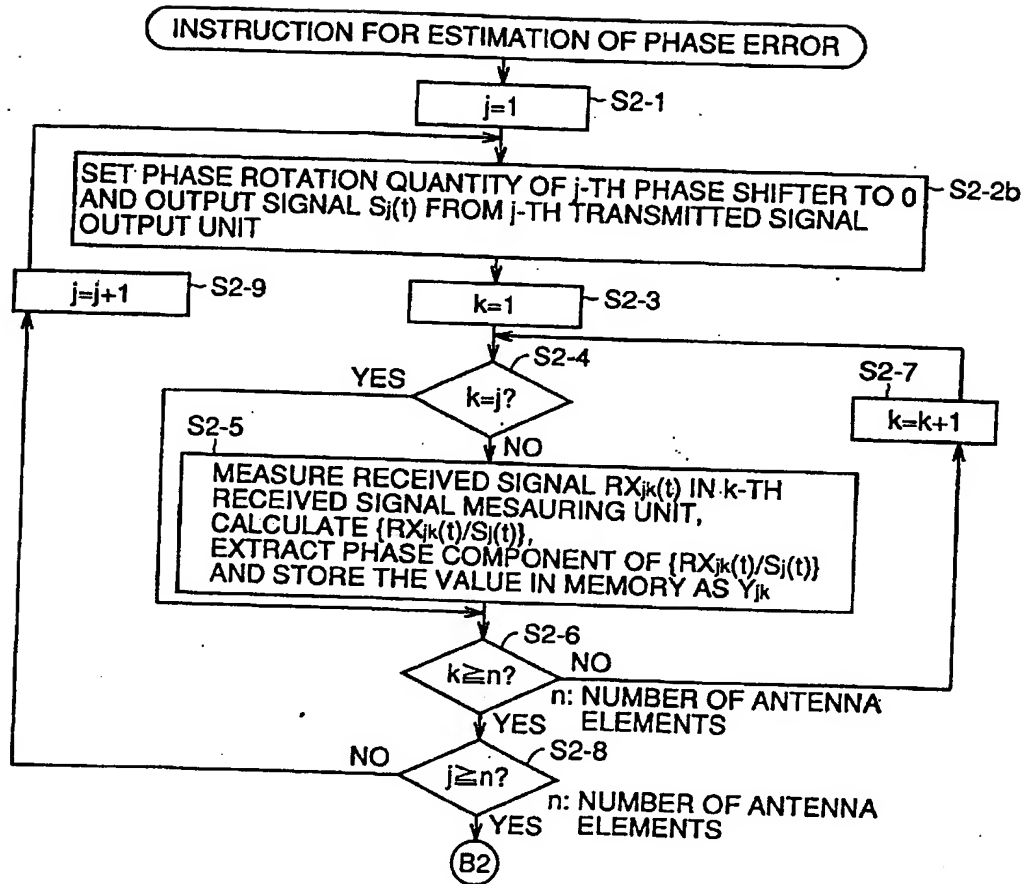 INSTRUCTION FOR ESTIMATION OF PHASE ERROR
j=1
S2-1
SET PHASE ROTATION QUANTITY OF j-TH PHASE SHIFTER TO 0
AND OUTPUT SIGNAL Sj(t) FROM j-TH TRANSMITTED SIGNAL
OUTPUT UNIT
S2-2b
j=j+1
S2-9
k=1
S2-3
S2-4
YES
k=j?
NO
S2-7
k=k+1
S2-5
MEASURE RECEIVED SIGNAL RXjk(t) IN k-TH
RECEIVED SIGNAL MESAURING UNIT,
CALCULATE {RXjk(t)/Sj(t)},
EXTRACT PHASE COMPONENT OF {RXjk(t)/Sj(t)}
AND STORE THE VALUE IN MEMORY AS Yjk
S2-6
k≧n?
NO
n: NUMBER OF ANTENNA
ELEMENTS
YES
S2-8
NO
j≧n?
n: NUMBER OF ANTENNA
ELEMENTS
YES
B2